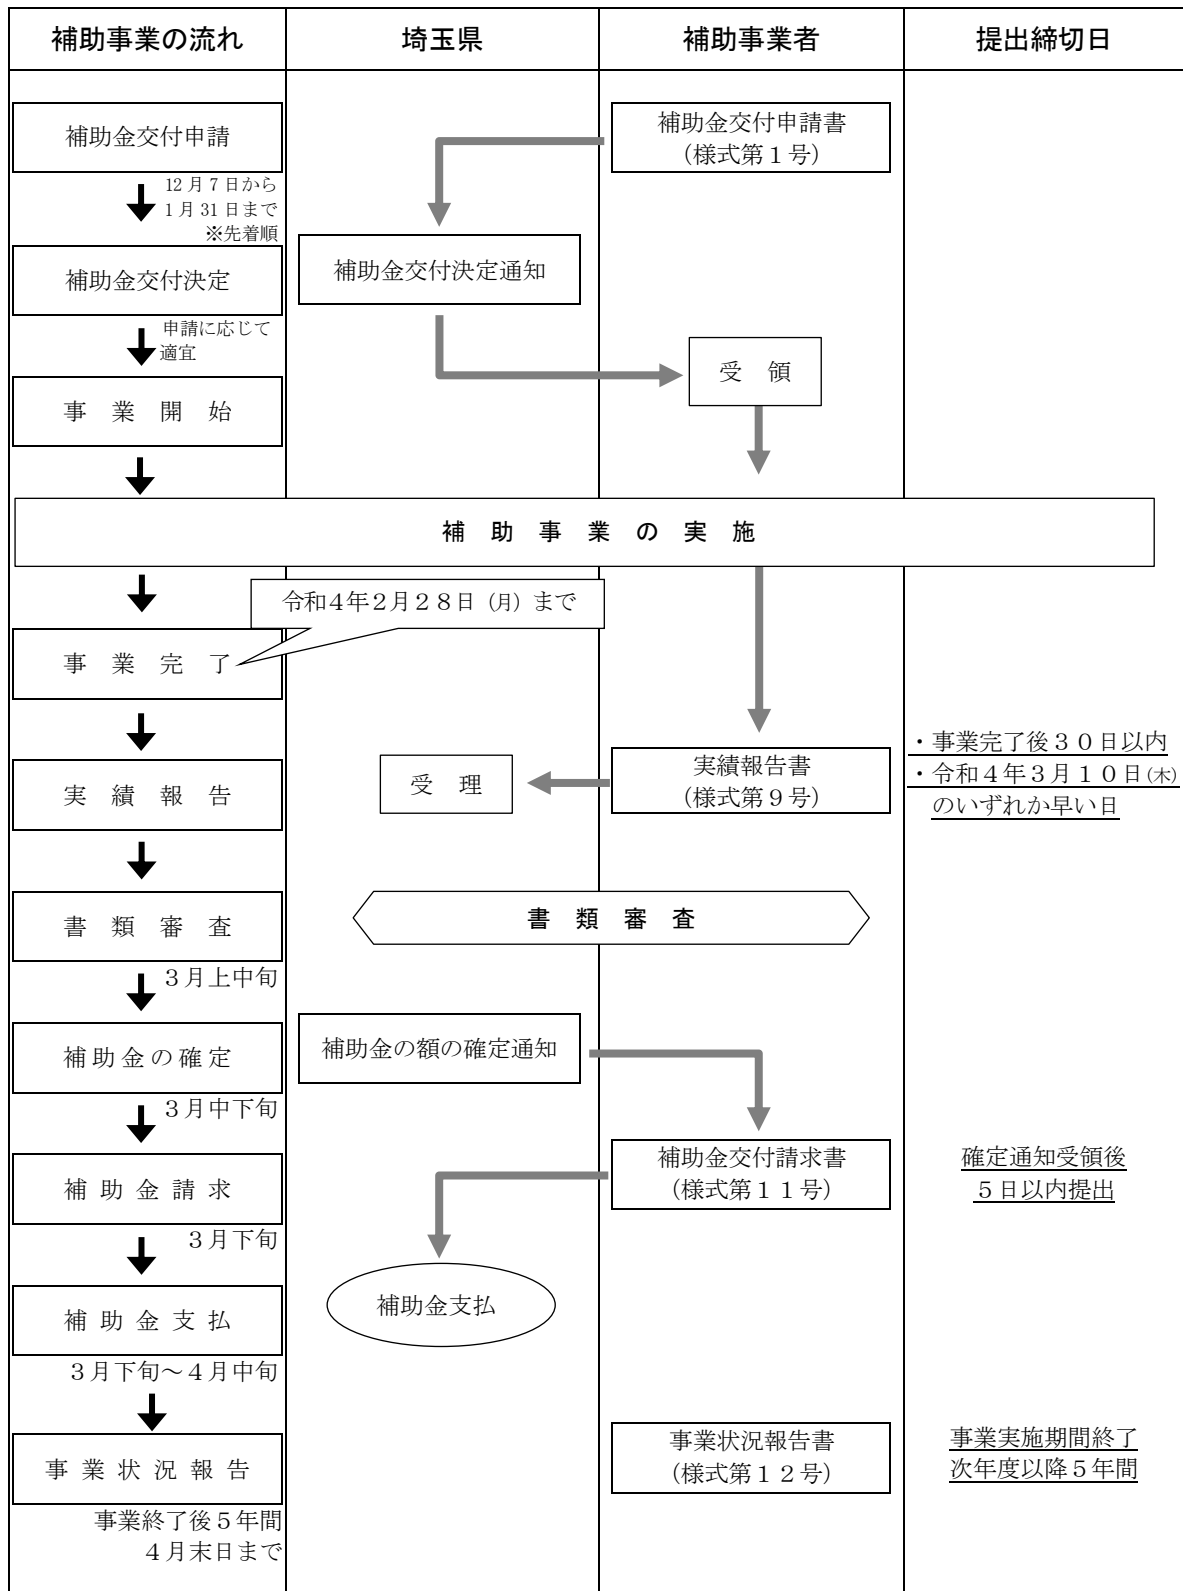 補助事業の流れ
埼玉県
補助事業者
提出締切日
補助金交付申請
補助金交付申請書
（様式第１号）
12月7日から
1月31日まで
※先着順
補助金交付決定
補助金交付決定通知
申請に応じて
適宜
受　領
事　業　開　始
補　助　事　業　の　実　施
令和４年２月２８日（月）まで
事　業　完　了
・事業完了後３０日以内
・令和４年３月１０日(木)
のいずれか早い日
実　績　報　告
受　理
実績報告書
（様式第９号）
書　類　審　査
書　類　審　査
３月上中旬
補助金の確定
補助金の額の確定通知
３月中下旬
補助金請求
補助金交付請求書
（様式第１１号）
確定通知受領後
５日以内提出
３月下旬
補助金支払
補助金支払
３月下旬～４月中旬
事業状況報告
事業状況報告書
（様式第１２号）
事業実施期間終了
次年度以降５年間
事業終了後５年間
４月末日まで